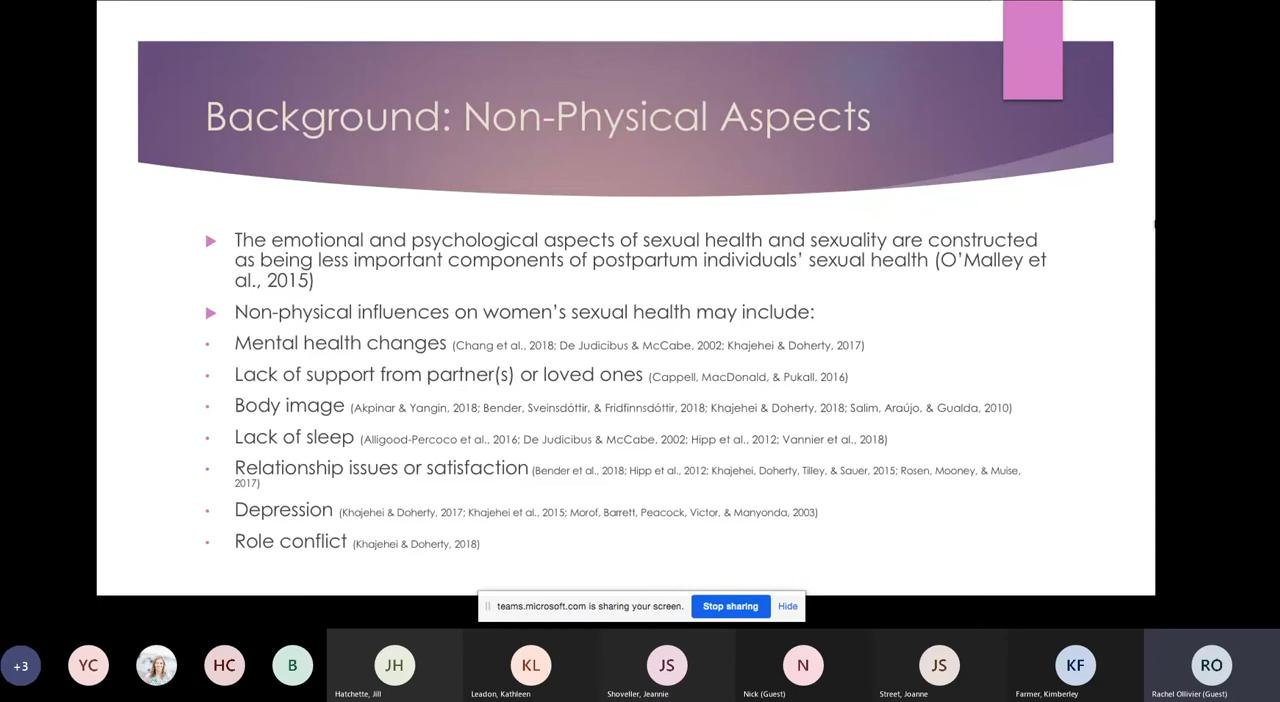 Background: Non-Physical Aspects
The emotional and psychological aspects of sexual health and sexuality are constructed
as being less important components of postpartum individuals’ sexual health (O’Malley et
al., 2015)
Non-physical influences on women’s sexual health may include:
Mental health changes (Chang et al., 2018; De Judicibus & McCabe, 2002; Khajehei & Doherty, 2017)
Lack of support from partner(s) or loved ones (Cappell, MacDonald, & Pukall, 2016)
Body image (Akpinar & Yangin, 2018; Bender, Sveinsdóttir, & Fridfinnsdóttir, 2018; Khajehei & Doherty, 2018; Salim, Araújo, & Gualda, 2010)
Lack of sleep (Alligood-Percoco et al., 2016; De Judicibus & McCabe, 2002; Hipp et al., 2012; Vannier et al., 2018)
Relationship issues or satisfaction (Bender et al., 2018; Hipp et al., 2012; Khajehei, Doherty, Tilley, & Sauer, 2015; Rosen, Mooney, & Muise,
2017)
Depression (Khajehei & Doherty, 2017; Khajehei et al., 2015; Morof, Barrett, Peacock, Victor, & Manyonda, 2003)
Role conflict (Khajehei & Doherty, 2018)
teams.microsoft.com is sharing your screen. Stop sharing Hide
+3 YC HC B JH KL JS N JS KF RO
Hatchette, Jill Leadon, Kathleen Shoveller, Jeannie Nick (Guest) Street, Joanne Farmer, Kimberley Rachel Ollivier (Guest)